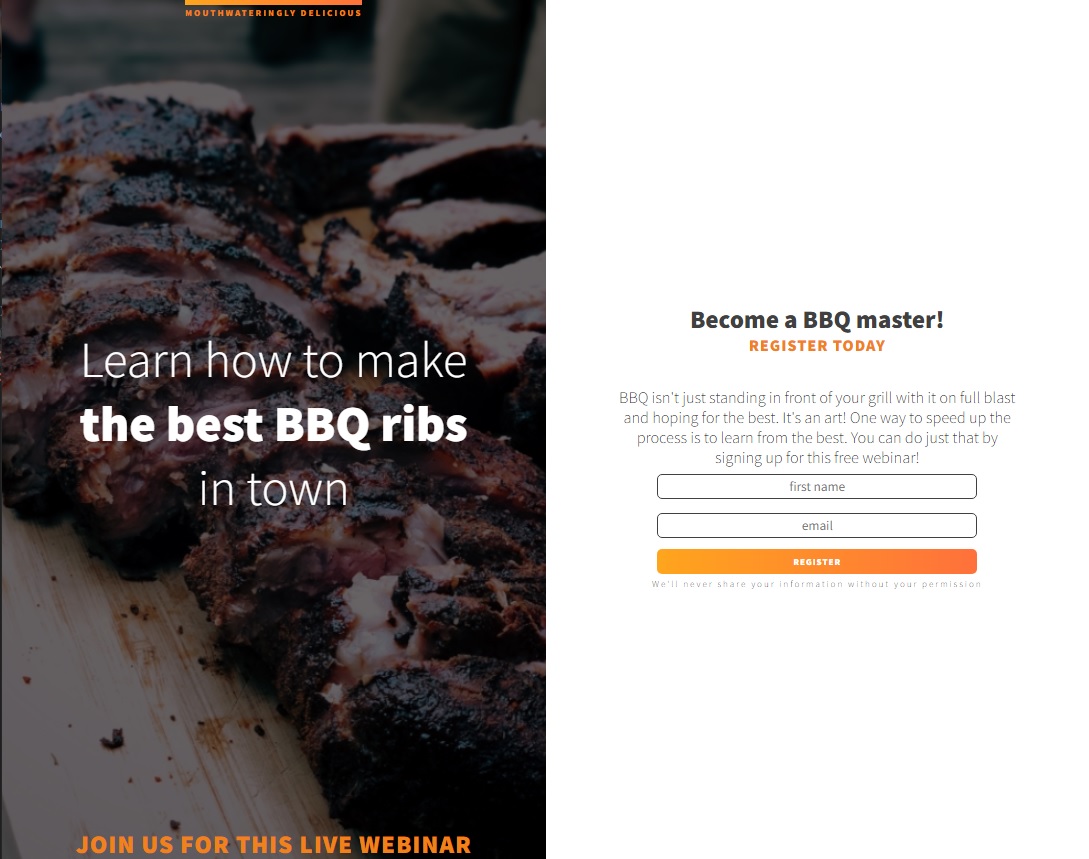 MOUTHWATERINGLY DELICIOUS
Learn how to make
the best BBQ ribs
in town
JOIN US FOR THIS LIVE WEBINAR
Become a BBQ master!
REGISTER TODAY
BBQ isn't just standing in front of your grill with it on full blast
and hoping for the best. It's an art! One way to speed up the
process is to learn from the best. You can do just that by
signing up for this free webinar!
first name
email
REGISTER
We'll never share your information without your permission